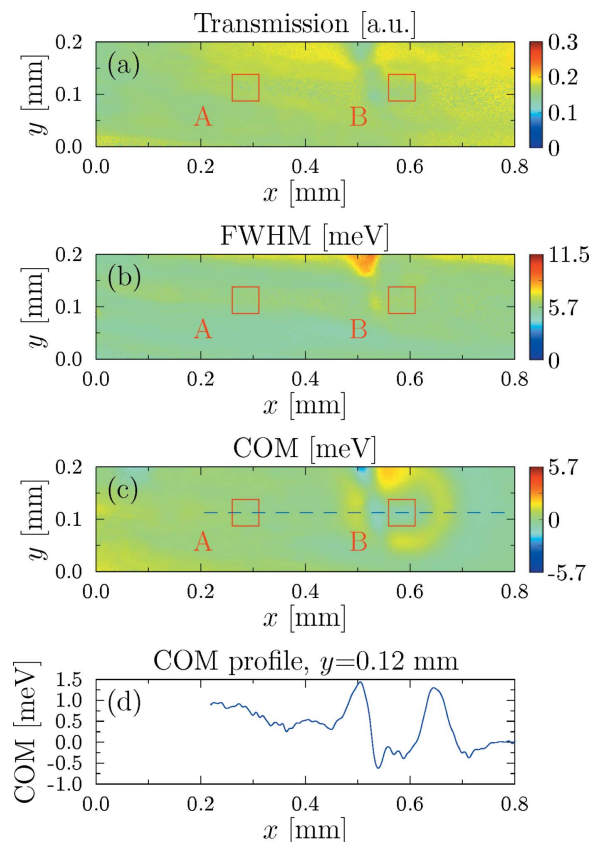 Transmission [a.u.]
(a)
A
B
y [mm]
0.2
0.1
0.0
0.0 0.2 0.4 0.6 0.8
x [mm]
0.3
0.2
0.1
0
FWHM [meV]
(b)
A
B
y [mm]
0.2
0.1
0.0
0.0 0.2 0.4 0.6 0.8
x [mm]
11.5
5.7
0
COM [meV]
(c)
A
B
y [mm]
0.2
0.1
0.0
0.0 0.2 0.4 0.6 0.8
x [mm]
5.7
0
-5.7
COM profile, y=0.12 mm
(d)
COM [meV]
1.5
1.0
0.5
0.0
-0.5
-1.0
0.0 0.2 0.4 0.6 0.8
x [mm]